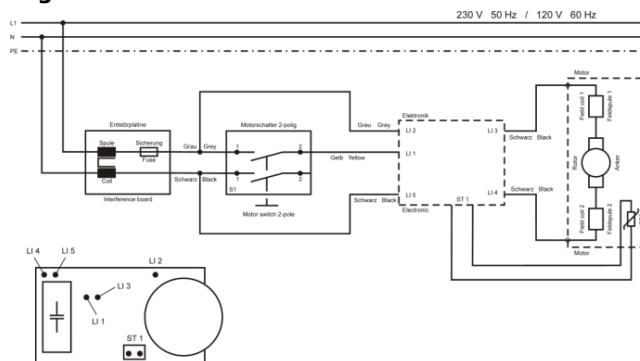 230 V 50 Hz / 120 V 60 Hz
L1
N
PE
Motor
Entstörplatine
Motorschalter 2-polig
Elektronik
Spule
Sicherung
Fuse
Coil
Interference board
Grau Grey
Schwarz Black
1
2
1
2
S1
Motor switch 2-pole
Grau Grey
Gelb Yellow
Schwarz Black
LI 2
LI 3
LI 1
LI 5
LI 4
ST 1
Electronic
Schwarz Black
Schwarz Black
Field coil 1
Feldspule 1
Rotor
Anker
Field coil 2
Feldspule 2
Motor
LI 4
LI 5
LI 2
LI 3
LI 1
ST 1